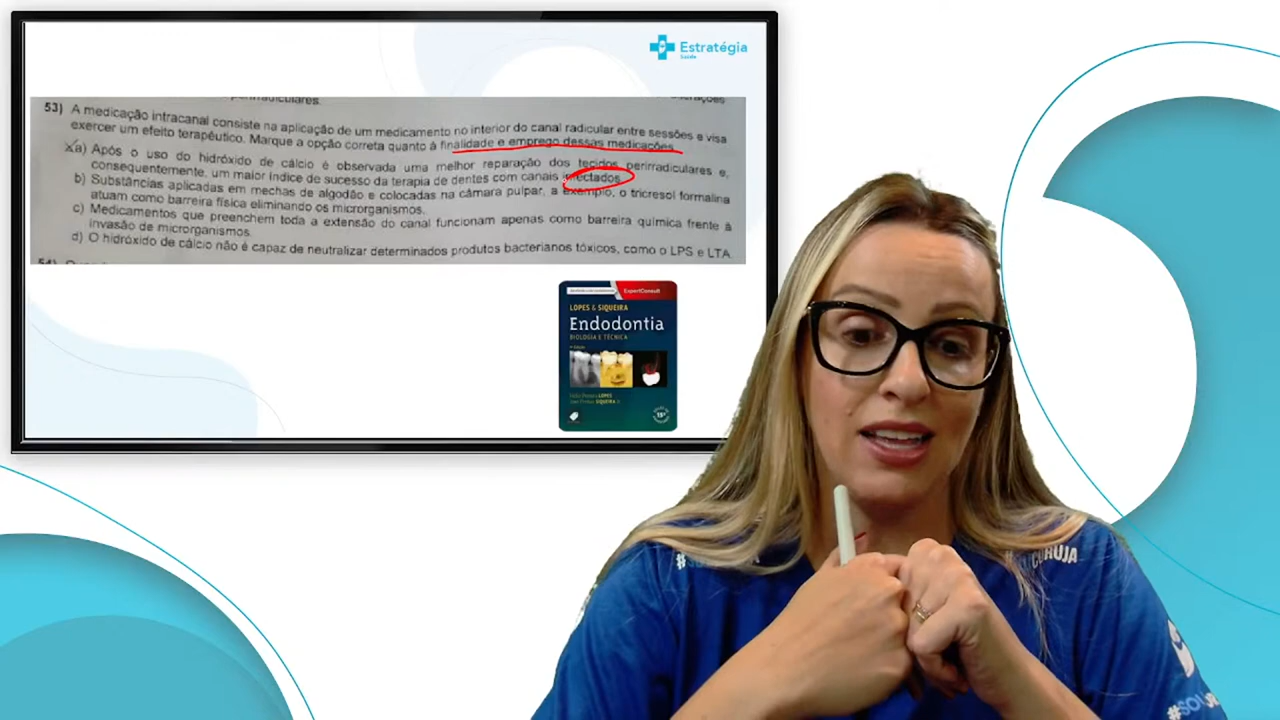 Estratégia
Saúde
perirradiculares.
53) A medicação intracanal consiste na aplicação de um medicamento no interior do canal radicular entre sessões e visa
exercer um efeito terapêutico. Marque a opção correta quanto à finalidade e emprego dessas medicações.
a) Após o uso do hidróxido de cálcio é observada uma melhor reparação dos tecidos perirradiculares e,
consequentemente, um maior índice de sucesso da terapia de dentes com canais infectados.
b) Substâncias aplicadas em mechas de algodão e colocadas na câmara pulpar, a exemplo, o tricresol formalina
atuam como barreira física eliminando os microrganismos.
c) Medicamentos que preenchem toda a extensão do canal funcionam apenas como barreira química frente à
invasão de microrganismos.
d) O hidróxido de cálcio não é capaz de neutralizar determinados produtos bacterianos tóxicos, como o LPS e LTA.
54)
ExpertConsult
LOPES & SIQUEIRA
Endodontia
BIOLOGIA E TÉCNICA
CORUJA